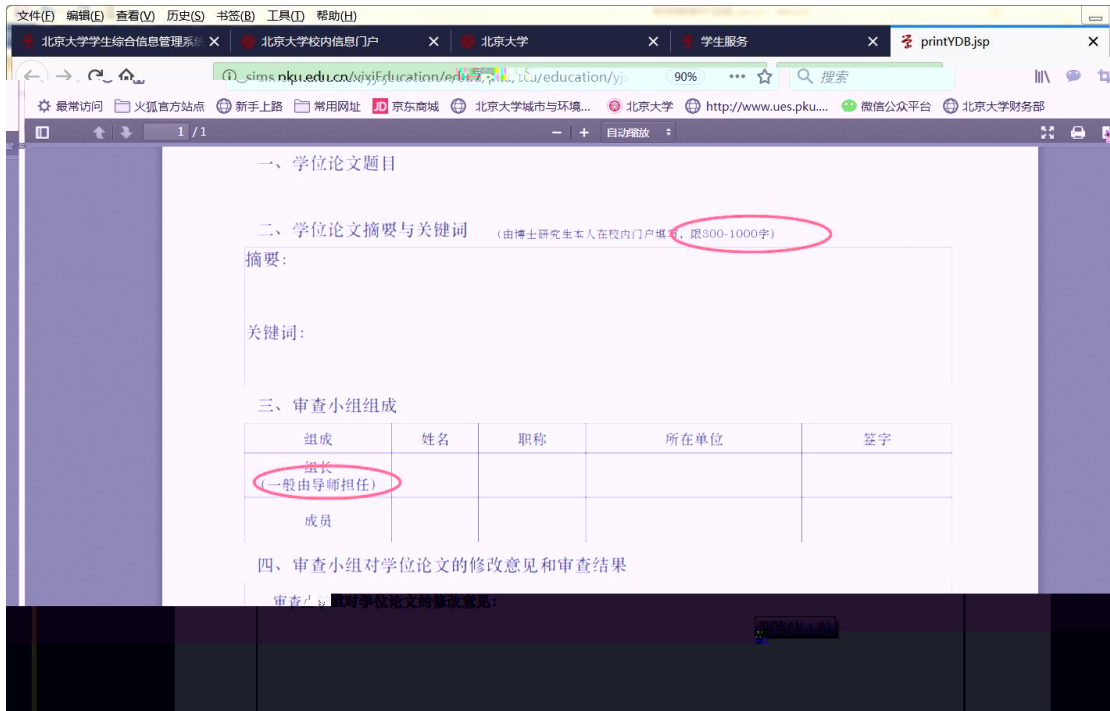 文件(F) 编辑(E) 查看(V) 历史(S) 书签(B) 工具(T) 帮助(H)
北京大学学生综合信息管理系统 北京大学校内信息门户 北京大学 学生服务 printYDB.jsp
90% 搜索
最常访问 火狐官方站点 新手上路 常用网址 JD 京东商城 北京大学城市与环境... 北京大学 http://www.ues.pku.... 微信公众平台 北京大学财务部
1 / 1 自动缩放
一、学位论文题目
二、学位论文摘要与关键词 (由博士研究生本人在校内门户填写，限800-1000字)
摘要：
关键词：
三、审查小组组成
组成 姓名 职称 所在单位 签字
组长
(一般由导师担任)
成员
四、审查小组对学位论文的修改意见和审查结果
审查小组对学位论文的修改意见：